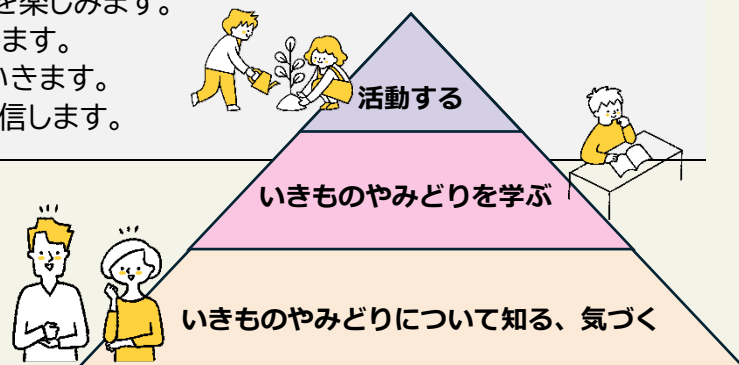 を楽しみます。
ます。
いきます。
信します。
活動する
いきものやみどりを学ぶ
いきものやみどりについて知る、気づく